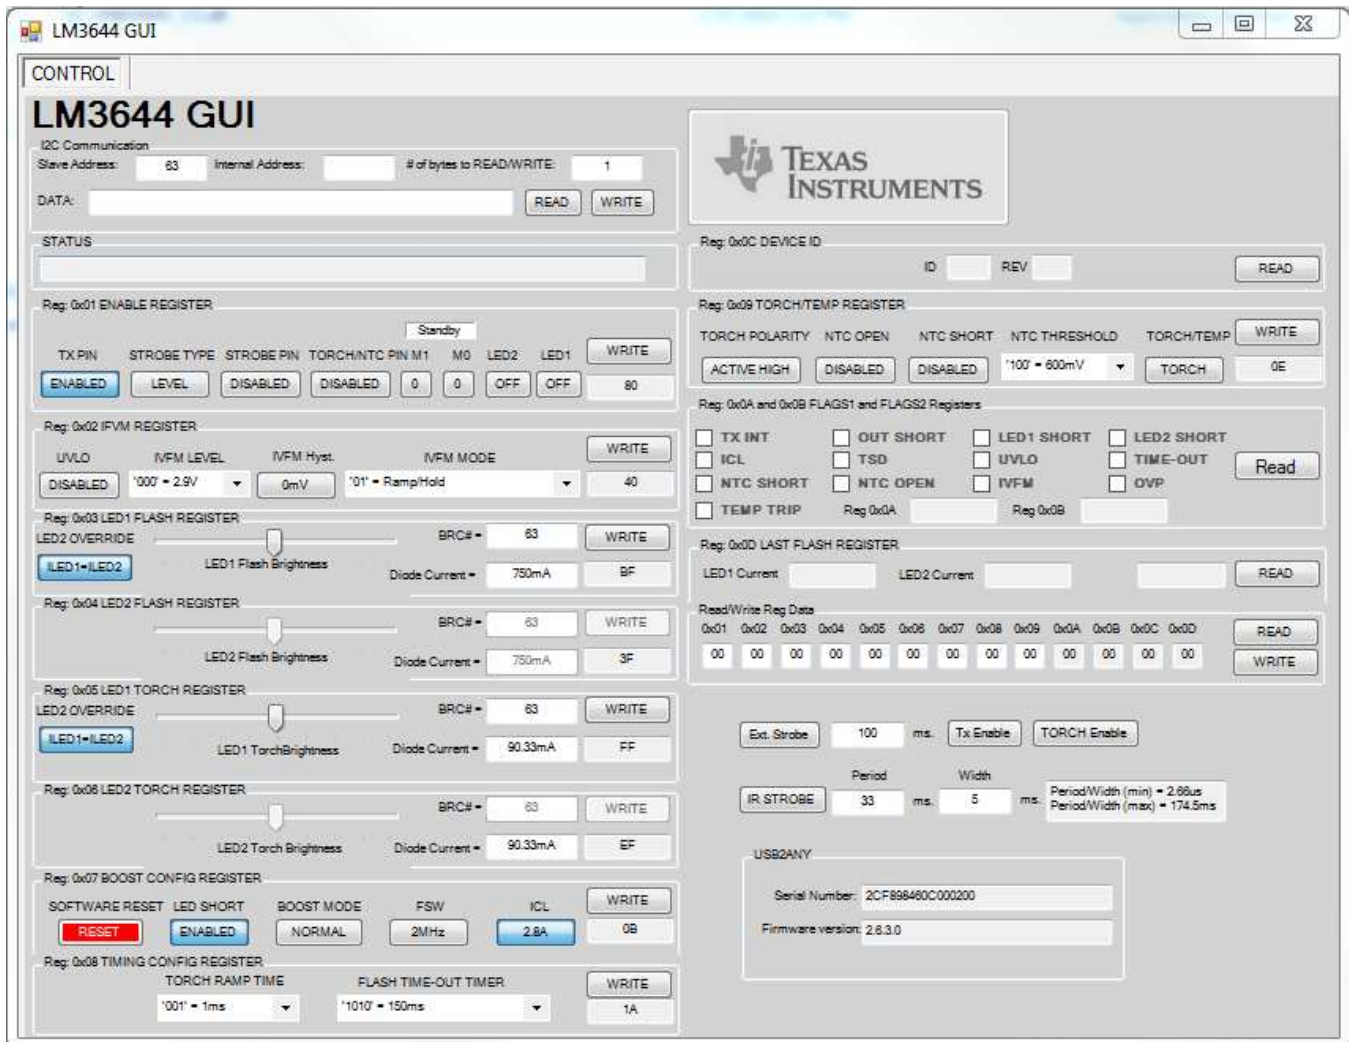 LM3644 GUI
CONTROL
LM3644 GUI
I2C Communication
Slave Address: 63 Internal Address: # of bytes to READ/WRITE: 1
DATA: READ WRITE
STATUS
Reg: 0x01 ENABLE REGISTER
Standby
TX PIN STROBE TYPE STROBE PIN TORCH/NTC PIN M1 M0 LED2 LED1 WRITE
ENABLED LEVEL DISABLED DISABLED 0 0 OFF OFF 80
Reg: 0x02 IFVM REGISTER
UVLO IVFM LEVEL IVFM Hyst. IVFM MODE WRITE
DISABLED '000' = 2.9V 0mV '01' = Ramp/Hold 40
Reg: 0x03 LED1 FLASH REGISTER
LED2 OVERRIDE BRC# = 63 WRITE
ILED1=ILED2 LED1 Flash Brightness Diode Current = 750mA BF
Reg: 0x04 LED2 FLASH REGISTER
BRC# = 63 WRITE
LED2 Flash Brightness Diode Current = 750mA 3F
Reg: 0x05 LED1 TORCH REGISTER
LED2 OVERRIDE BRC# = 63 WRITE
ILED1=ILED2 LED1 TorchBrightness Diode Current = 90.33mA FF
Reg: 0x06 LED2 TORCH REGISTER
BRC# = 63 WRITE
LED2 Torch Brightness Diode Current = 90.33mA EF
Reg: 0x07 BOOST CONFIG REGISTER
SOFTWARE RESET LED SHORT BOOST MODE FSW ICL WRITE
RESET ENABLED NORMAL 2MHz 2.8A 0B
Reg: 0x08 TIMING CONFIG REGISTER
TORCH RAMP TIME FLASH TIME-OUT TIMER WRITE
'001' = 1ms '1010' = 150ms 1A
TEXAS
INSTRUMENTS
Reg: 0x0C DEVICE ID
ID REV READ
Reg: 0x09 TORCH/TEMP REGISTER
TORCH POLARITY NTC OPEN NTC SHORT NTC THRESHOLD TORCH/TEMP WRITE
ACTIVE HIGH DISABLED DISABLED '100' = 600mV TORCH 0E
Reg: 0x0A and 0x0B FLAGS1 and FLAGS2 Registers
TX INT OUT SHORT LED1 SHORT LED2 SHORT
ICL TSD UVLO TIME-OUT Read
NTC SHORT NTC OPEN IVFM OVP
TEMP TRIP Reg 0x0A Reg 0x0B
Reg: 0x0D LAST FLASH REGISTER
LED1 Current LED2 Current READ
Read/Write Reg Data
0x01 0x02 0x03 0x04 0x05 0x06 0x07 0x08 0x09 0x0A 0x0B 0x0C 0x0D READ
00 00 00 00 00 00 00 00 00 00 00 00 00 WRITE
Ext. Strobe 100 ms. Tx Enable TORCH Enable
Period Width
IR STROBE 33 ms. 5 ms. Period/Width (min) = 2.66us
Period/Width (max) = 174.5ms
USB2ANY
Serial Number: 2CF898460C000200
Firmware version: 2.6.3.0